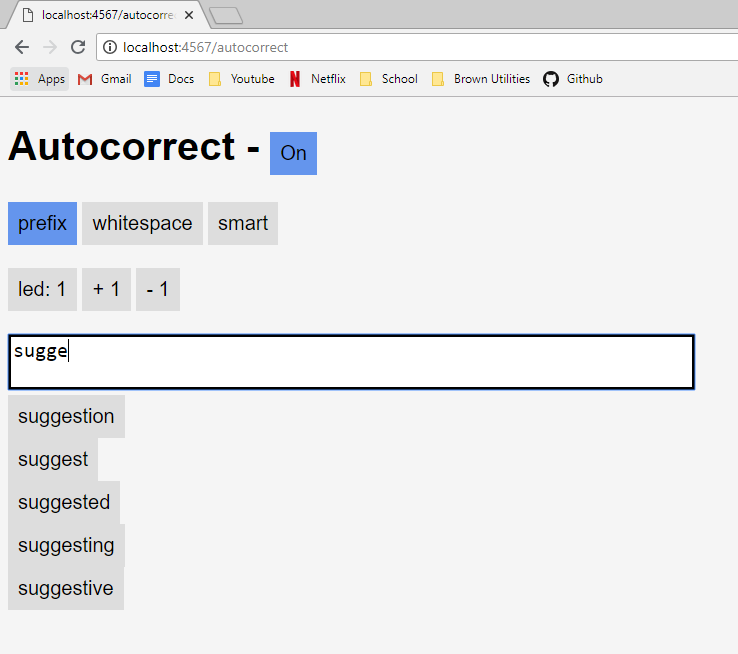 localhost:4567/autocorre
localhost:4567/autocorrect
Apps Gmail Docs Youtube Netflix School Brown Utilities Github
Autocorrect - On
prefix whitespace smart
led: 1 + 1 - 1
sugge
suggestion
suggest
suggested
suggesting
suggestive